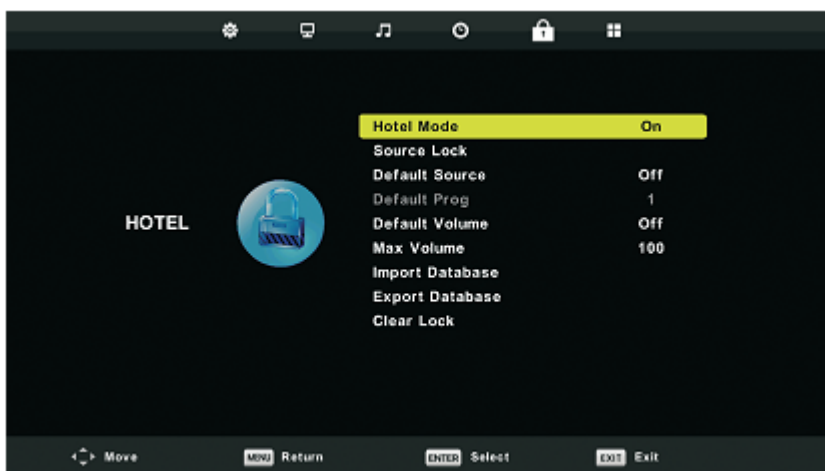 Hotel Mode On
Source Lock
Default Source Off
Default Prog 1
HOTEL
Default Volume Off
Max Volume 100
Import Database
Export Database
Clear Lock
Move MENU Return ENTER Select EXIT Exit